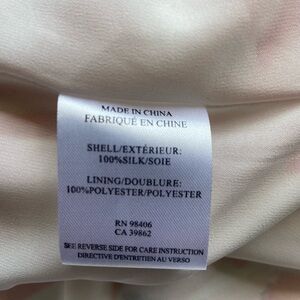 MADE IN CHINA
FABRIQUÉ EN CHINE
SHELL/EXTÉRIEUR:
100%SILK/SOIE
LINING/DOUBLURE:
100%POLYESTER/POLYESTER
RN 98406
CA 39862
SEE REVERSE SIDE FOR CARE INSTRUCTION
DIRECTIVE D'ENTRETIEN AU VERSO